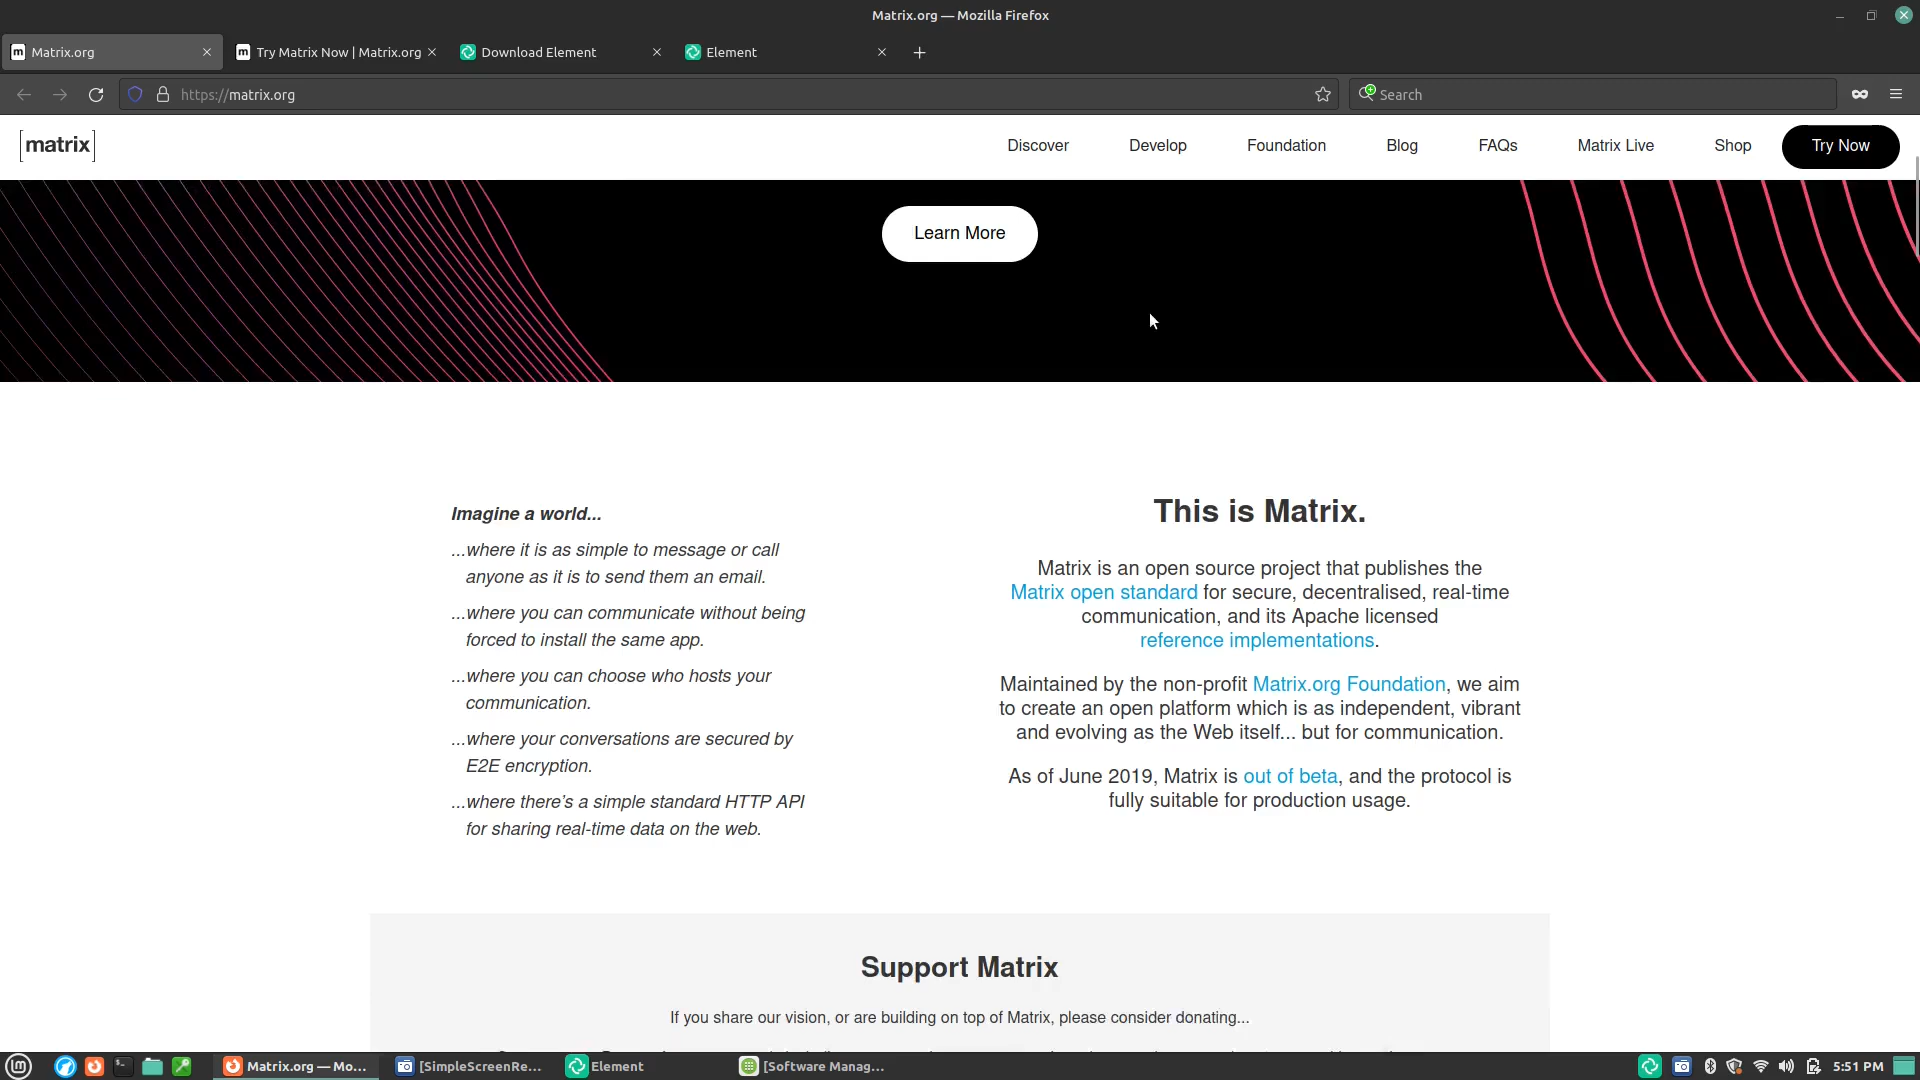 Matrix.org — Mozilla Firefox
Matrix.org
Try Matrix Now | Matrix.org
Download Element
Element
https://matrix.org
Search
[matrix]
Discover
Develop
Foundation
Blog
FAQs
Matrix Live
Shop
Try Now
Learn More
Imagine a world...
...where it is as simple to message or call
anyone as it is to send them an email.
...where you can communicate without being
forced to install the same app.
...where you can choose who hosts your
communication.
...where your conversations are secured by
E2E encryption.
...where there’s a simple standard HTTP API
for sharing real-time data on the web.
This is Matrix.
Matrix is an open source project that publishes the
Matrix open standard for secure, decentralised, real-time
communication, and its Apache licensed
reference implementations.
Maintained by the non-profit Matrix.org Foundation, we aim
to create an open platform which is as independent, vibrant
and evolving as the Web itself... but for communication.
As of June 2019, Matrix is out of beta, and the protocol is
fully suitable for production usage.
Support Matrix
If you share our vision, or are building on top of Matrix, please consider donating...
Matrix.org — Mo...
[SimpleScreenRe...
Element
[Software Manag...
5:51 PM